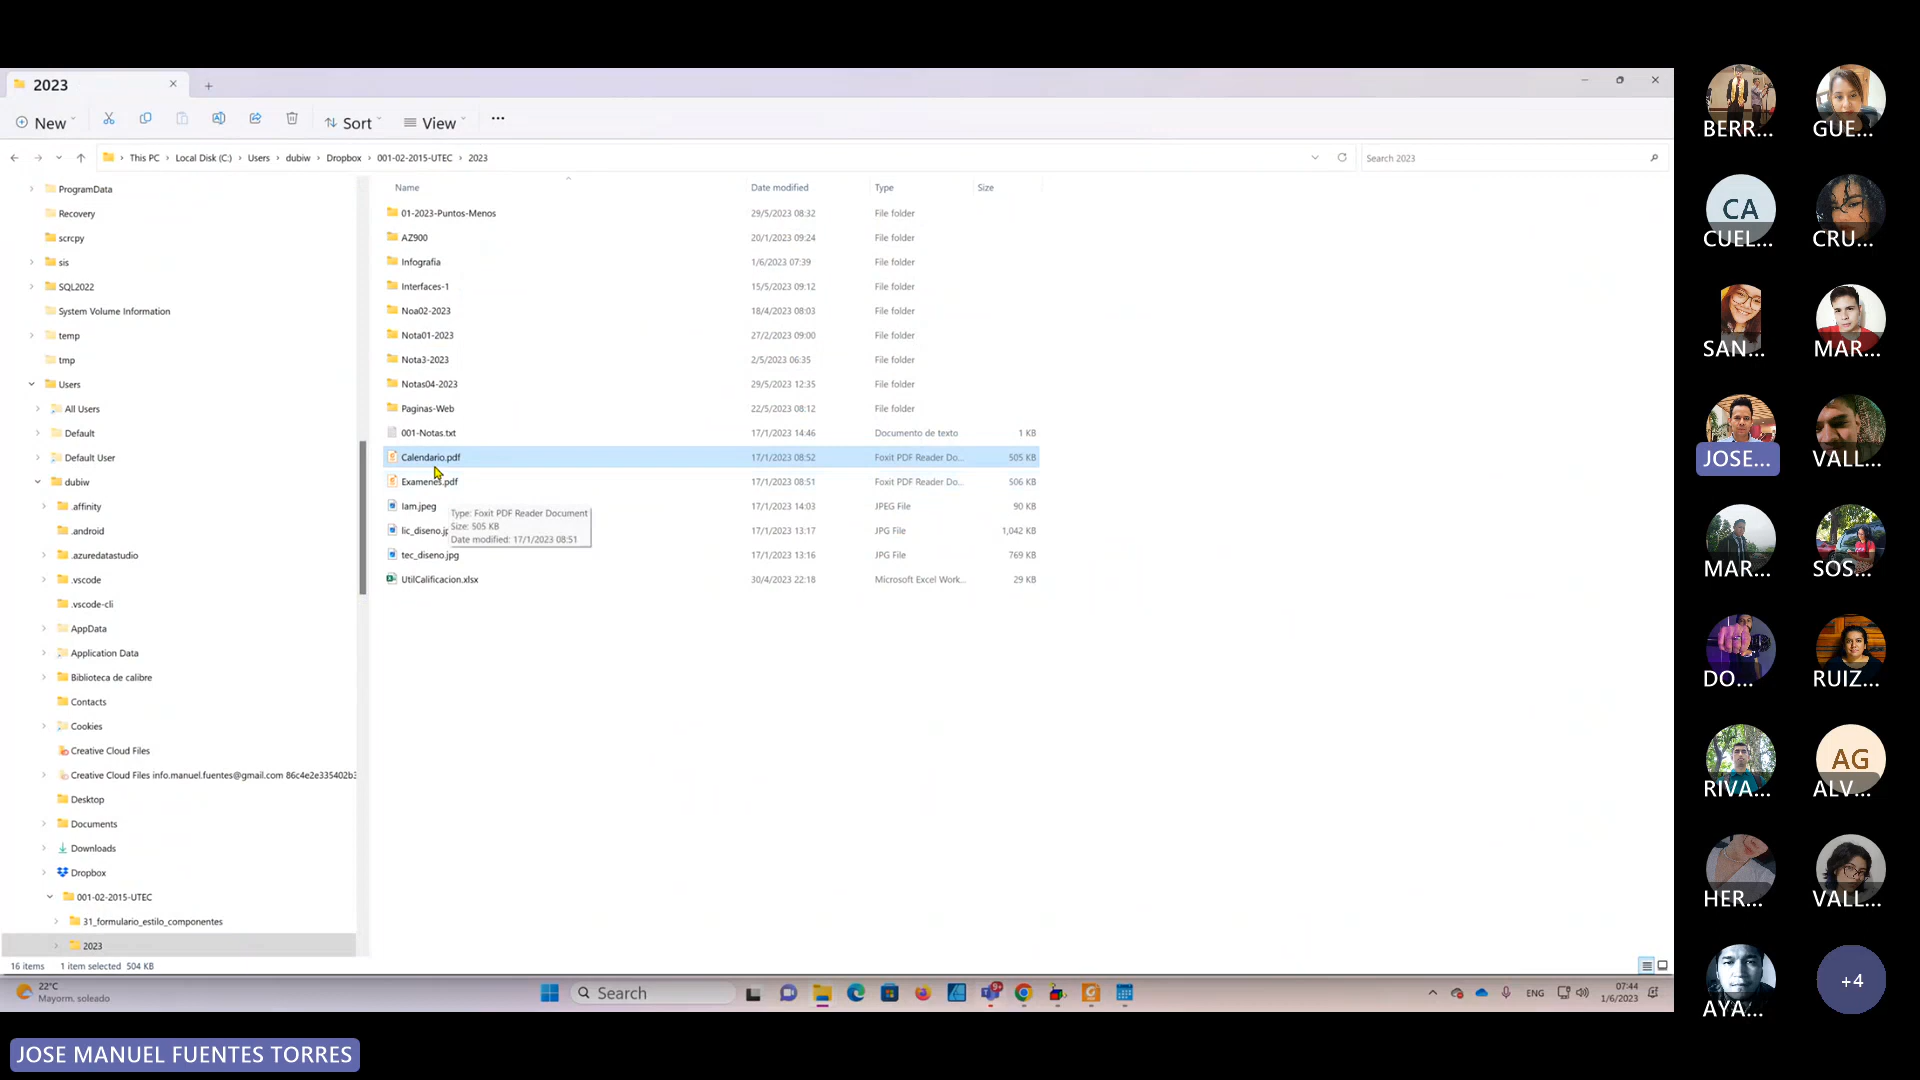 2023
New
Sort
View
This PC > Local Disk (C:) > Users > dubiw > Dropbox > 001-02-2015-UTEC > 2023
Search 2023
Name
Date modified
Type
Size
ProgramData
Recovery
scrcpy
sis
SQL2022
System Volume Information
temp
tmp
Users
All Users
Default
Default User
dubiw
.affinity
.android
.azuredatastudio
.vscode
.vscode-cli
AppData
Application Data
Biblioteca de calibre
Contacts
Cookies
Creative Cloud Files
Creative Cloud Files info.manuel.fuentes@gmail.com 86c4e2e335402b3
Desktop
Documents
Downloads
Dropbox
001-02-2015-UTEC
31_formulario_estilo_componentes
2023
01-2023-Puntos-Menos 29/5/2023 08:32 File folder
AZ900 20/1/2023 09:24 File folder
Infografia 1/6/2023 07:39 File folder
Interfaces-1 15/5/2023 09:12 File folder
Noa02-2023 18/4/2023 08:03 File folder
Nota01-2023 27/2/2023 09:00 File folder
Nota3-2023 2/5/2023 06:35 File folder
Notas04-2023 29/5/2023 12:35 File folder
Paginas-Web 22/5/2023 08:12 File folder
001-Notas.txt 17/1/2023 14:46 Documento de texto 1 KB
Calendario.pdf 17/1/2023 08:52 Foxit PDF Reader Do... 505 KB
Examenes.pdf 17/1/2023 08:51 Foxit PDF Reader Do... 506 KB
Iam.jpeg 17/1/2023 14:03 JPEG File 90 KB
lic_diseno.j 17/1/2023 13:17 JPG File 1,042 KB
tec_diseno.jpg 17/1/2023 13:16 JPG File 769 KB
UtilCalificacion.xlsx 30/4/2023 22:18 Microsoft Excel Work... 29 KB
Type: Foxit PDF Reader Document
Size: 505 KB
Date modified: 17/1/2023 08:51
16 items 1 item selected 504 KB
22°C
Mayorm. soleado
Search
ENG
07:44
1/6/2023
BERR...
GUE...
CA
CUEL...
CRU...
SAN...
MAR...
JOSE...
VALL...
MAR...
SOS...
DO...
RUIZ...
RIVA...
AG
ALV...
HER...
VALL...
AYA...
+4
JOSE MANUEL FUENTES TORRES